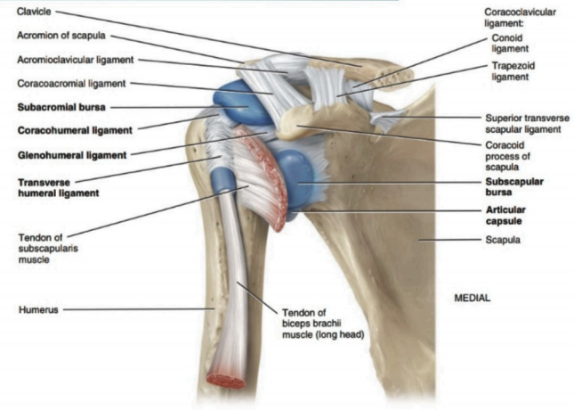 Clavicle
Acromion of scapula
Acromioclavicular ligament
Coracoacromial ligament
Subacromial bursa
Coracohumeral ligament
Glenohumeral ligament
Transverse
humeral ligament
Tendon of
subscapularis
muscle
Humerus
Tendon of
biceps brachii
muscle (long head)
Coracoclavicular
ligament:
Conoid
ligament
Trapezoid
ligament
Superior transverse
scapular ligament
Coracoid
process of
scapula
Subscapular
bursa
Articular
capsule
Scapula
MEDIAL